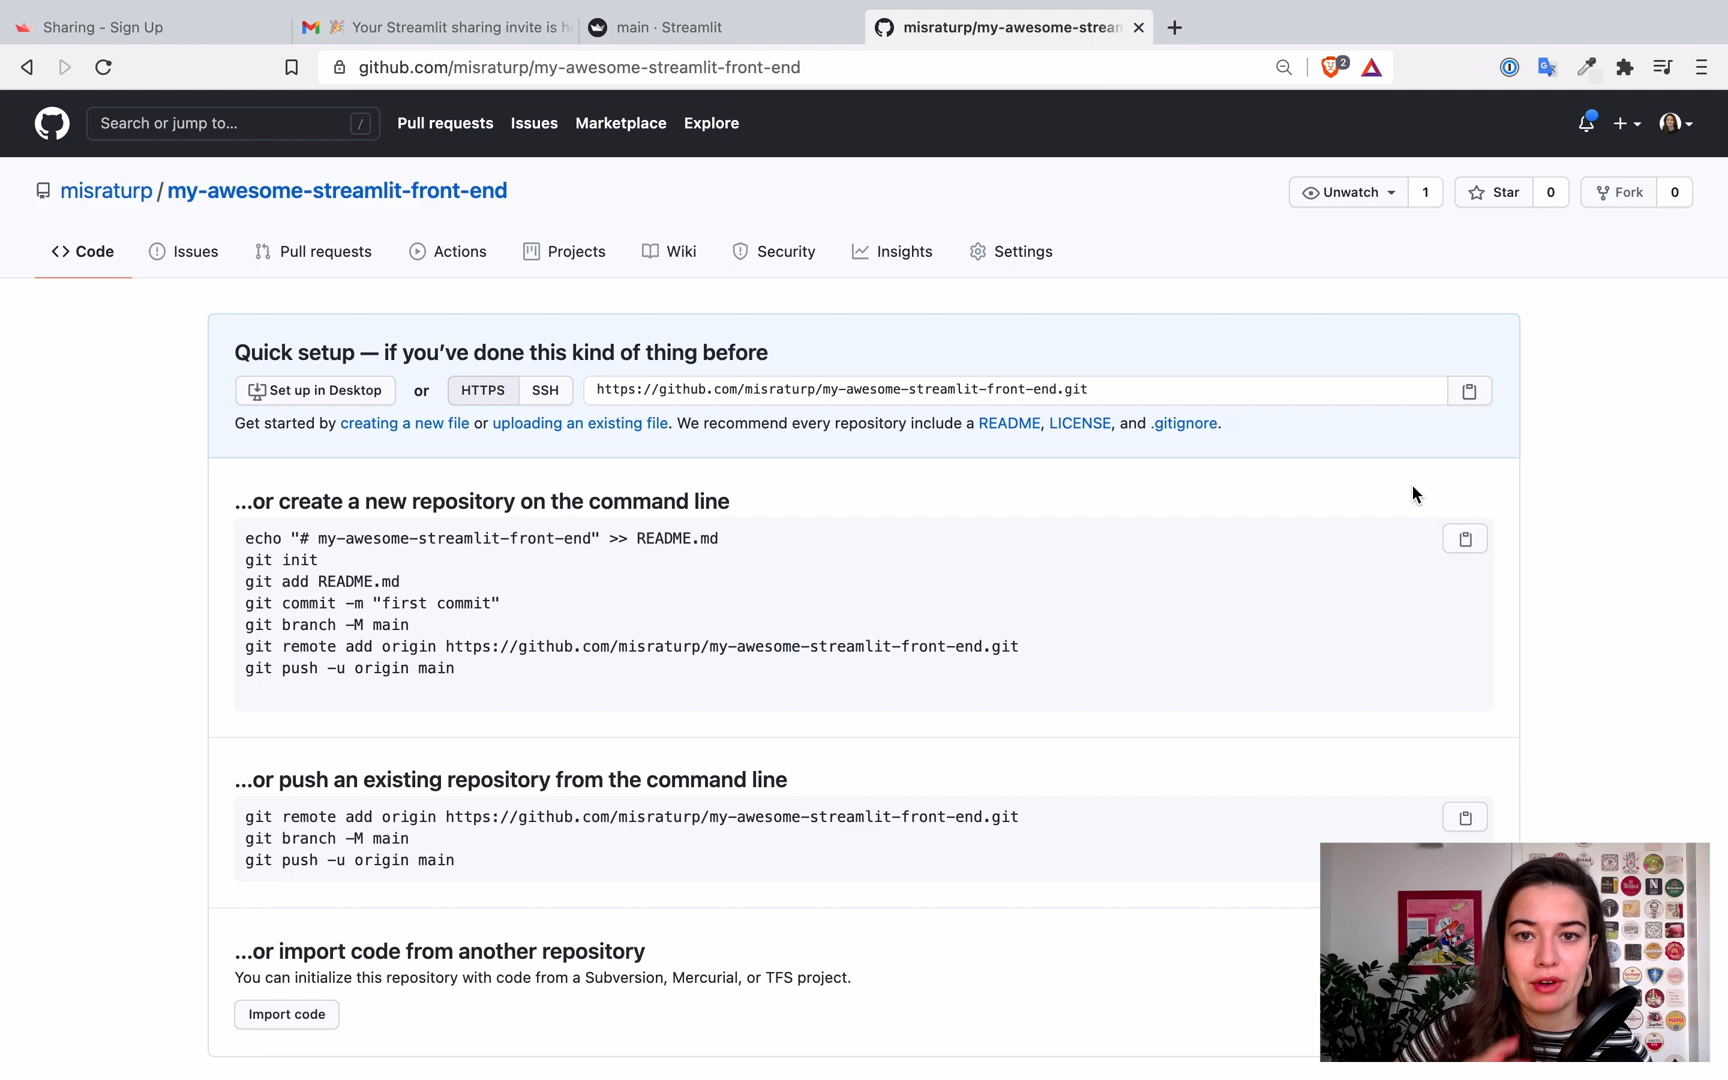 Sharing - Sign Up
Your Streamlit sharing invite is h
main · Streamlit
misraturp/my-awesome-stream
github.com/misraturp/my-awesome-streamlit-front-end
2
Search or jump to...
/
Pull requests
Issues
Marketplace
Explore
misraturp / my-awesome-streamlit-front-end
Unwatch
1
Star
0
Fork
0
Code
Issues
Pull requests
Actions
Projects
Wiki
Security
Insights
Settings
Quick setup — if you’ve done this kind of thing before
Set up in Desktop
or
HTTPS
SSH
https://github.com/misraturp/my-awesome-streamlit-front-end.git
Get started by creating a new file or uploading an existing file. We recommend every repository include a README, LICENSE, and .gitignore.
...or create a new repository on the command line
echo "# my-awesome-streamlit-front-end" >> README.md
git init
git add README.md
git commit -m "first commit"
git branch -M main
git remote add origin https://github.com/misraturp/my-awesome-streamlit-front-end.git
git push -u origin main
...or push an existing repository from the command line
git remote add origin https://github.com/misraturp/my-awesome-streamlit-front-end.git
git branch -M main
git push -u origin main
...or import code from another repository
You can initialize this repository with code from a Subversion, Mercurial, or TFS project.
Import code